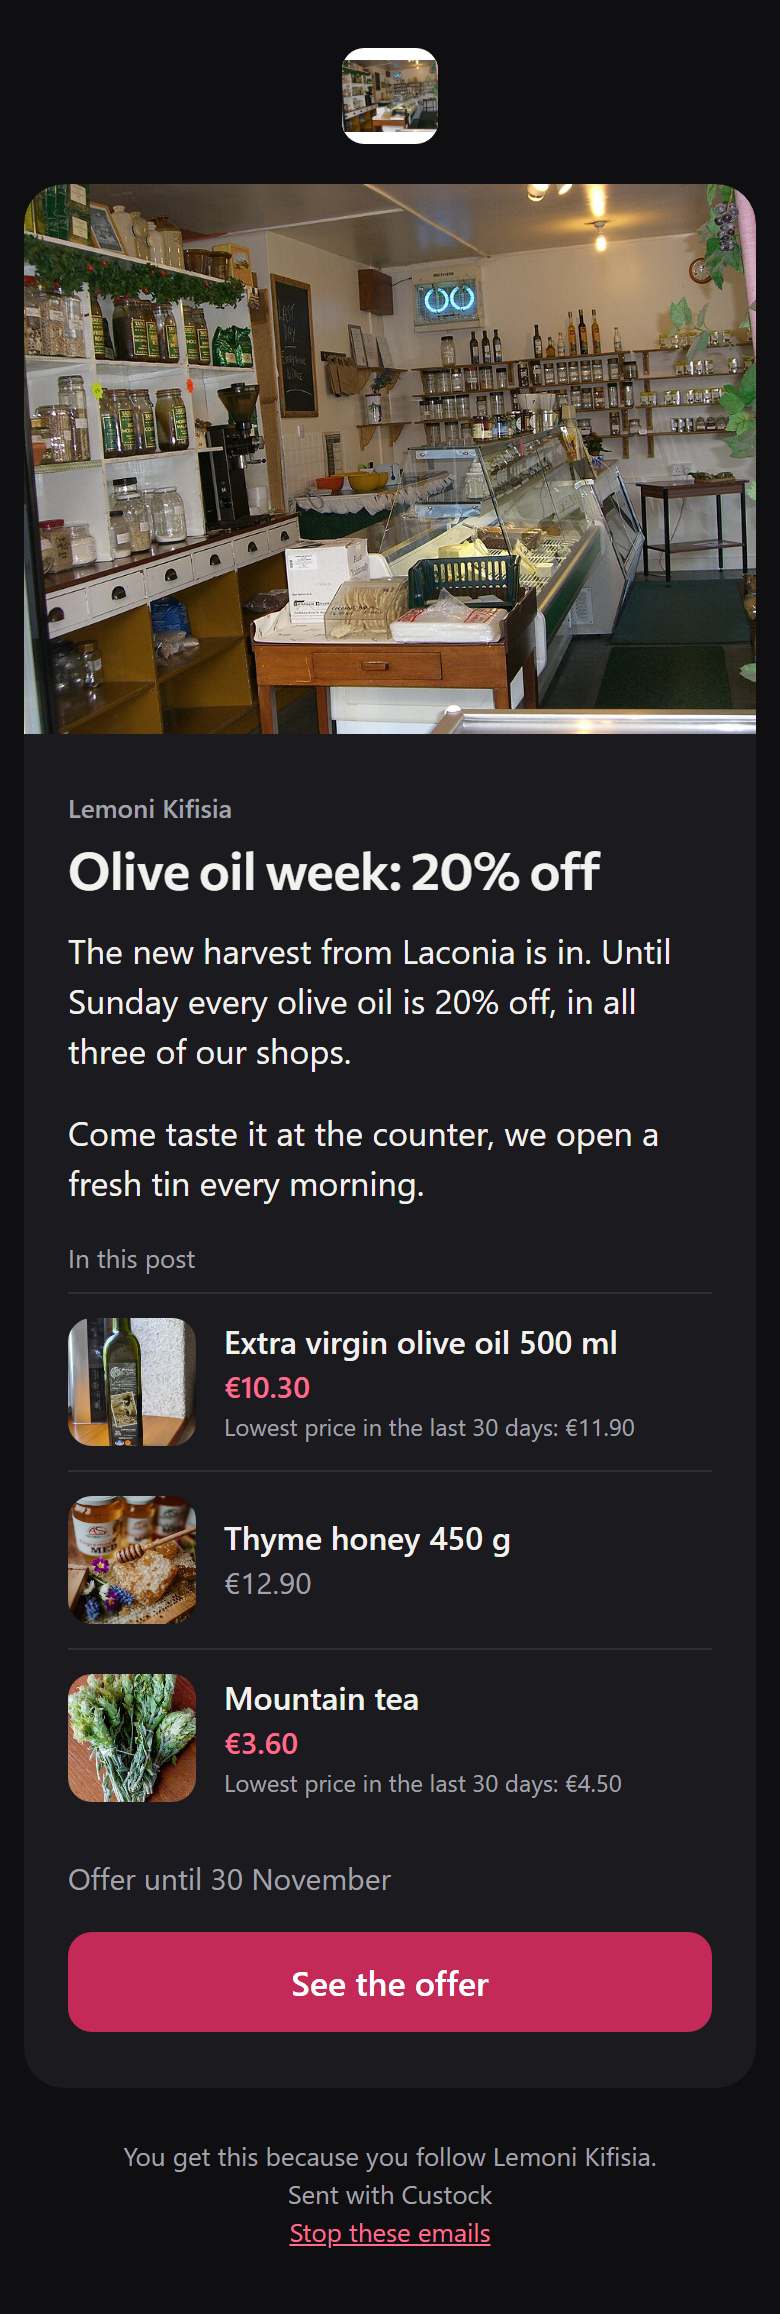 Lemoni Kifisia
Olive oil week: 20% off
The new harvest from Laconia is in. Until
Sunday every olive oil is 20% off, in all
three of our shops.
Come taste it at the counter, we open a
fresh tin every morning.
In this post
Extra virgin olive oil 500 ml
€10.30
Lowest price in the last 30 days: €11.90
Thyme honey 450 g
€12.90
Mountain tea
€3.60
Lowest price in the last 30 days: €4.50
Offer until 30 November
See the offer
You get this because you follow Lemoni Kifisia.
Sent with Custock
Stop these emails